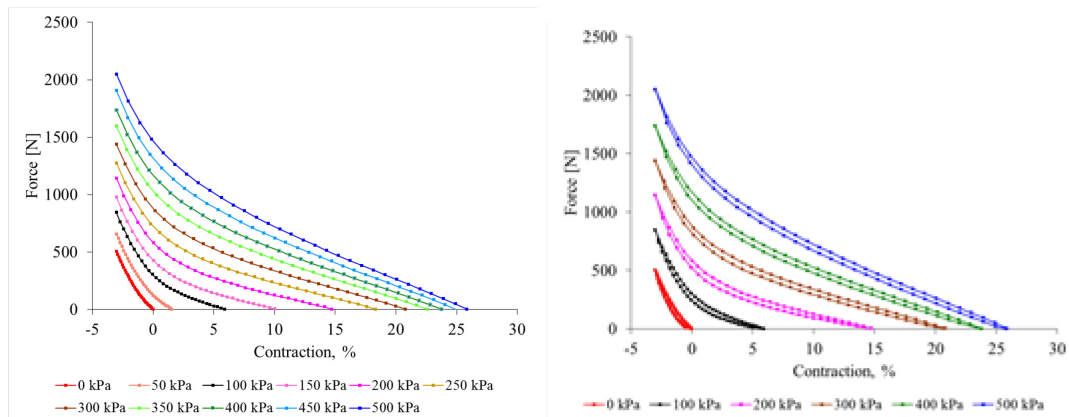 2500
2000
1500
1000
500
0
Force [N]
-5 0 5 10 15 20 25 30
Contraction, %
0 kPa 50 kPa 100 kPa 150 kPa 200 kPa 250 kPa
300 kPa 350 kPa 400 kPa 450 kPa 500 kPa
2500
2000
1500
1000
500
0
Force [N]
-5 0 5 10 15 20 25 30
Contraction, %
0 kPa 100 kPa 200 kPa 300 kPa 400 kPa 500 kPa